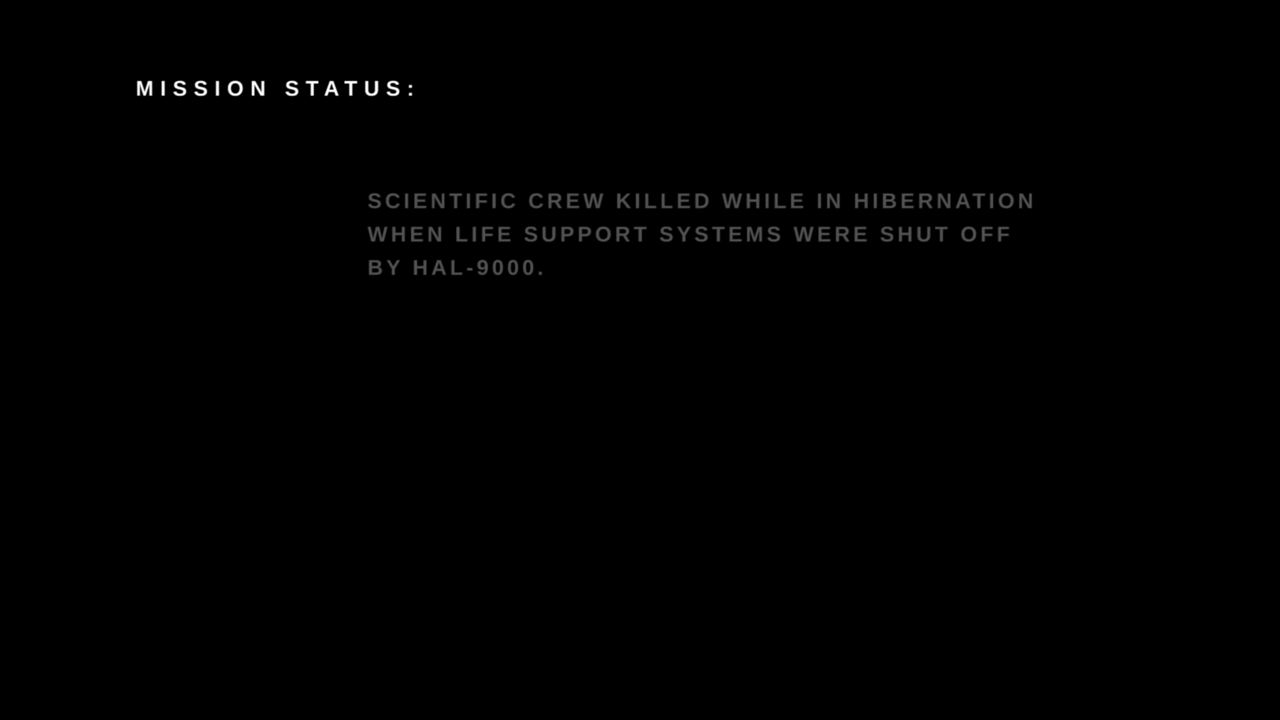 MISSION STATUS:
SCIENTIFIC CREW KILLED WHILE IN HIBERNATION
WHEN LIFE SUPPORT SYSTEMS WERE SHUT OFF
BY HAL-9000.